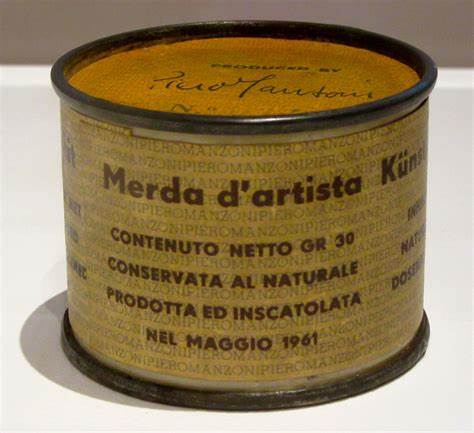 PRODUCED BY
Piero Manzoni
Merda d'artista
CONTENUTO NETTO GR 30
CONSERVATA AL NATURALE
PRODOTTA ED INSCATOLATA
NEL MAGGIO 1961
PIEROMANZONIPIEROMANZONIPIEROMANZONI